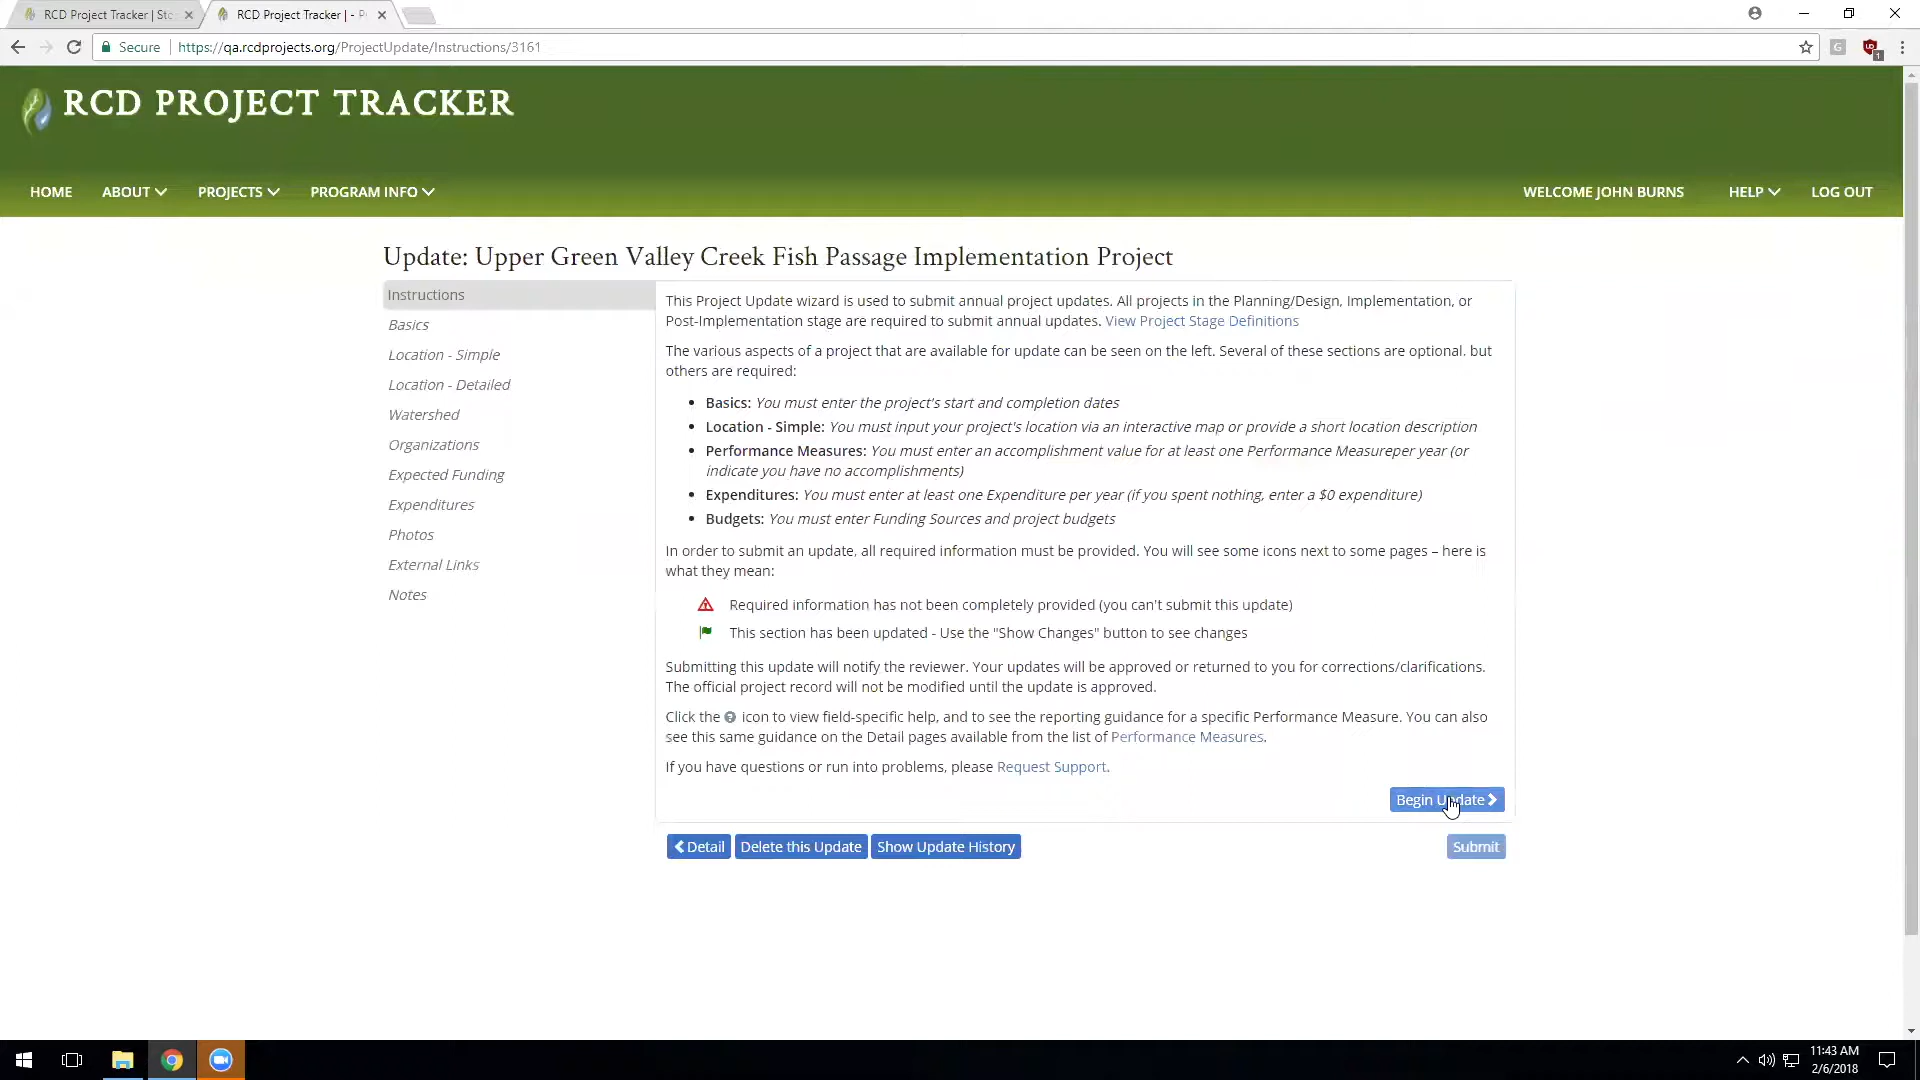 RCD Project Tracker | Sto
RCD Project Tracker | - P
Secure
https://qa.rcdprojects.org/ProjectUpdate/Instructions/3161
RCD PROJECT TRACKER
HOME
ABOUT
PROJECTS
PROGRAM INFO
WELCOME JOHN BURNS
HELP
LOG OUT
Update: Upper Green Valley Creek Fish Passage Implementation Project
Instructions
Basics
Location - Simple
Location - Detailed
Watershed
Organizations
Expected Funding
Expenditures
Photos
External Links
Notes
This Project Update wizard is used to submit annual project updates. All projects in the Planning/Design, Implementation, or
Post-Implementation stage are required to submit annual updates. View Project Stage Definitions
The various aspects of a project that are available for update can be seen on the left. Several of these sections are optional. but
others are required:
• Basics: You must enter the project's start and completion dates
• Location - Simple: You must input your project's location via an interactive map or provide a short location description
• Performance Measures: You must enter an accomplishment value for at least one Performance Measureper year (or
indicate you have no accomplishments)
• Expenditures: You must enter at least one Expenditure per year (if you spent nothing, enter a $0 expenditure)
• Budgets: You must enter Funding Sources and project budgets
In order to submit an update, all required information must be provided. You will see some icons next to some pages – here is
what they mean:
Required information has not been completely provided (you can't submit this update)
This section has been updated - Use the "Show Changes" button to see changes
Submitting this update will notify the reviewer. Your updates will be approved or returned to you for corrections/clarifications.
The official project record will not be modified until the update is approved.
Click the ? icon to view field-specific help, and to see the reporting guidance for a specific Performance Measure. You can also
see this same guidance on the Detail pages available from the list of Performance Measures.
If you have questions or run into problems, please Request Support.
Begin Update
Detail
Delete this Update
Show Update History
Submit
11:43 AM
2/6/2018